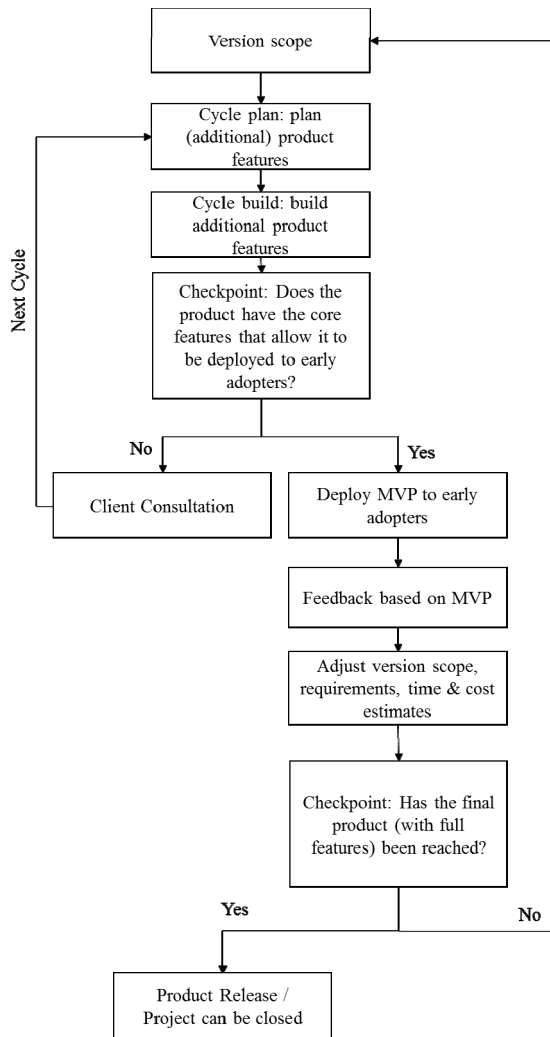 Version scope
Cycle plan: plan
(additional) product
features
Cycle build: build
additional product
features
Next Cycle
Checkpoint: Does the
product have the core
features that allow it to
be deployed to early
adopters?
No
Yes
Client Consultation
Deploy MVP to early
adopters
Feedback based on MVP
Adjust version scope,
requirements, time & cost
estimates
Checkpoint: Has the final
product (with full
features) been reached?
Yes
No
Product Release /
Project can be closed